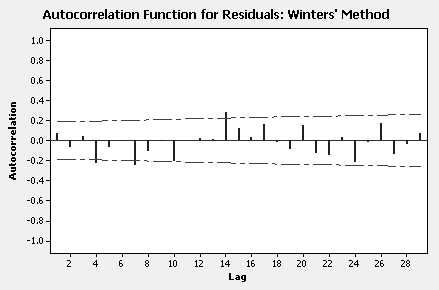 Autocorrelation Function for Residuals: Winters' Method
1.0
0.8
0.6
0.4
0.2
0.0
-0.2
-0.4
-0.6
-0.8
-1.0
Autocorrelation
2 4 6 8 10 12 14 16 18 20 22 24 26 28
Lag